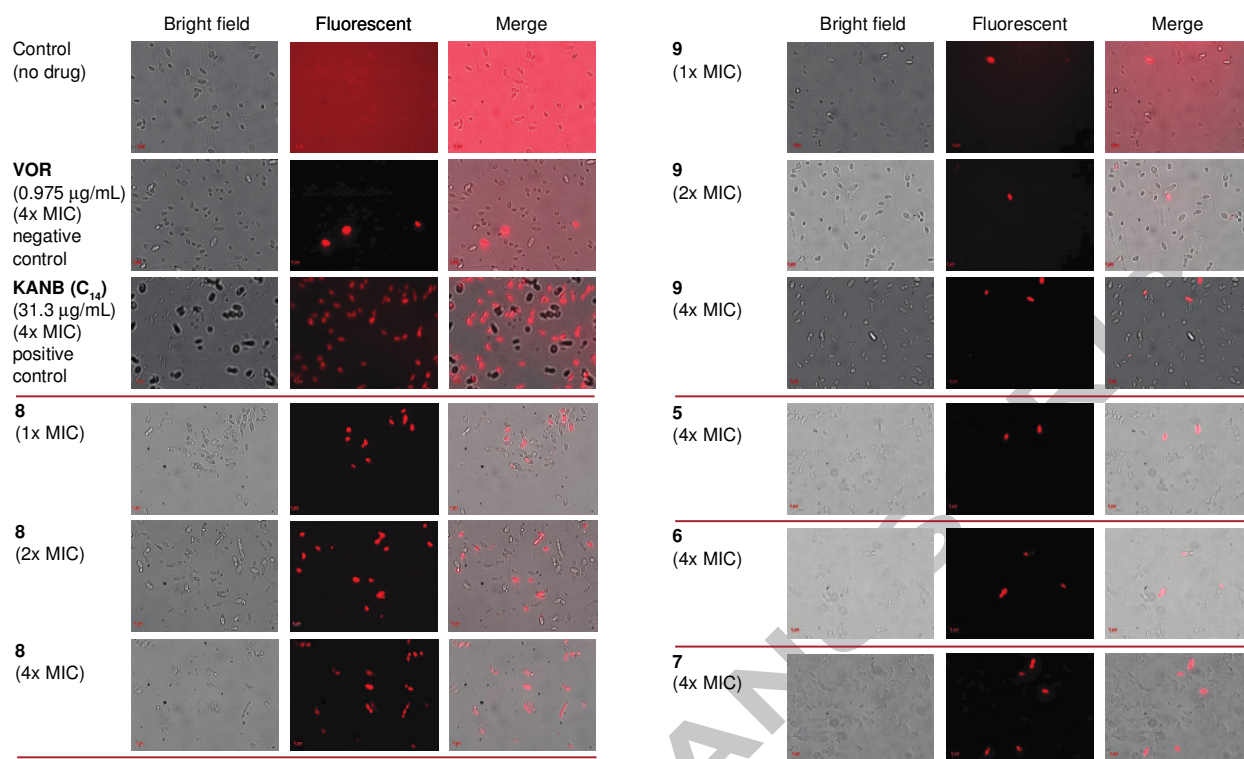 Bright field Fluorescent Merge
Control
(no drug)
VOR
(0.975 µg/mL)
(4x MIC)
negative
control
KANB (C14)
(31.3 µg/mL)
(4x MIC)
positive
control
8
(1x MIC)
8
(2x MIC)
8
(4x MIC)
Bright field Fluorescent Merge
9
(1x MIC)
9
(2x MIC)
9
(4x MIC)
5
(4x MIC)
6
(4x MIC)
7
(4x MIC)